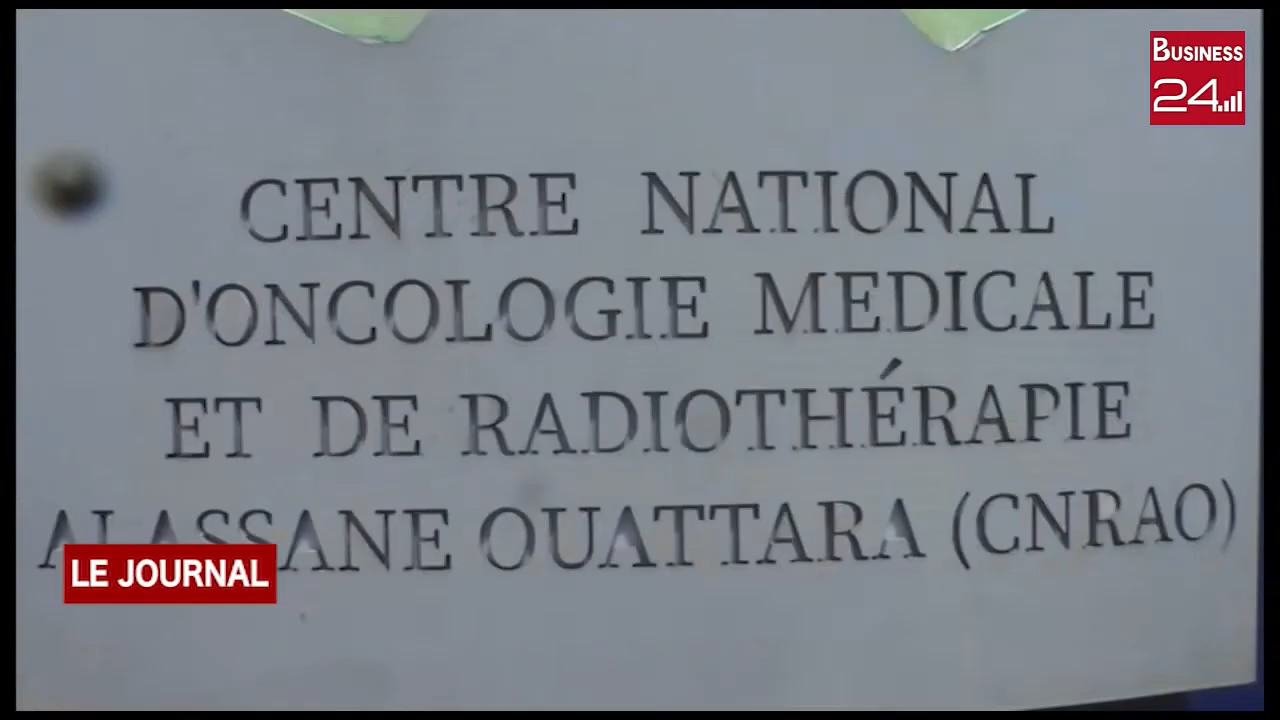 BUSINESS
24
CENTRE NATIONAL
D'ONCOLOGIE MEDICALE
ET DE RADIOTHÉRAPIE
ALASSANE OUATTARA (CNRAO)
LE JOURNAL